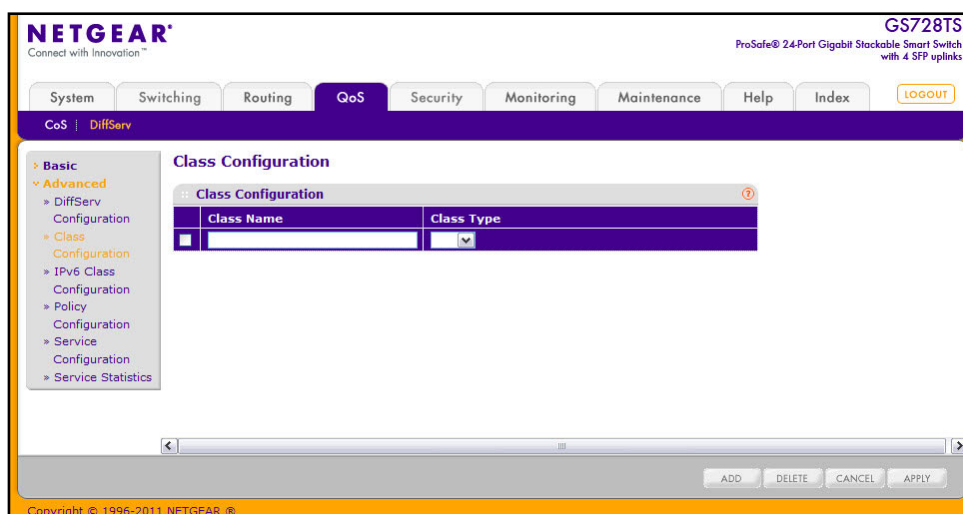 NETGEAR®
Connect with Innovation™
GS728TS
ProSafe® 24-Port Gigabit Stackable Smart Switch
with 4 SFP uplinks
System Switching Routing QoS Security Monitoring Maintenance Help Index LOGOUT
CoS | DiffServ
Basic
Advanced
» DiffServ
Configuration
» Class
Configuration
» IPv6 Class
Configuration
» Policy
Configuration
» Service
Configuration
» Service Statistics
Class Configuration
Class Configuration ?
Class Name Class Type
ADD DELETE CANCEL APPLY
Copyright © 1996-2011 NETGEAR ®